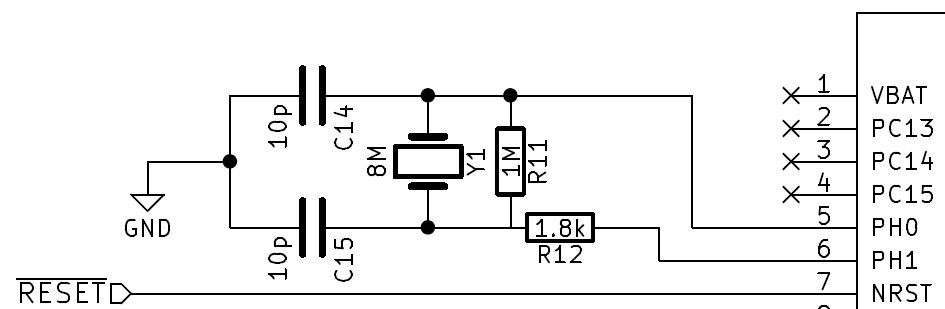 10p
C14
8M
Y1
1M
R11
GND
10p
C15
1.8k
R12
RESET
1 VBAT
2 PC13
3 PC14
4 PC15
5 PH0
6 PH1
7 NRST